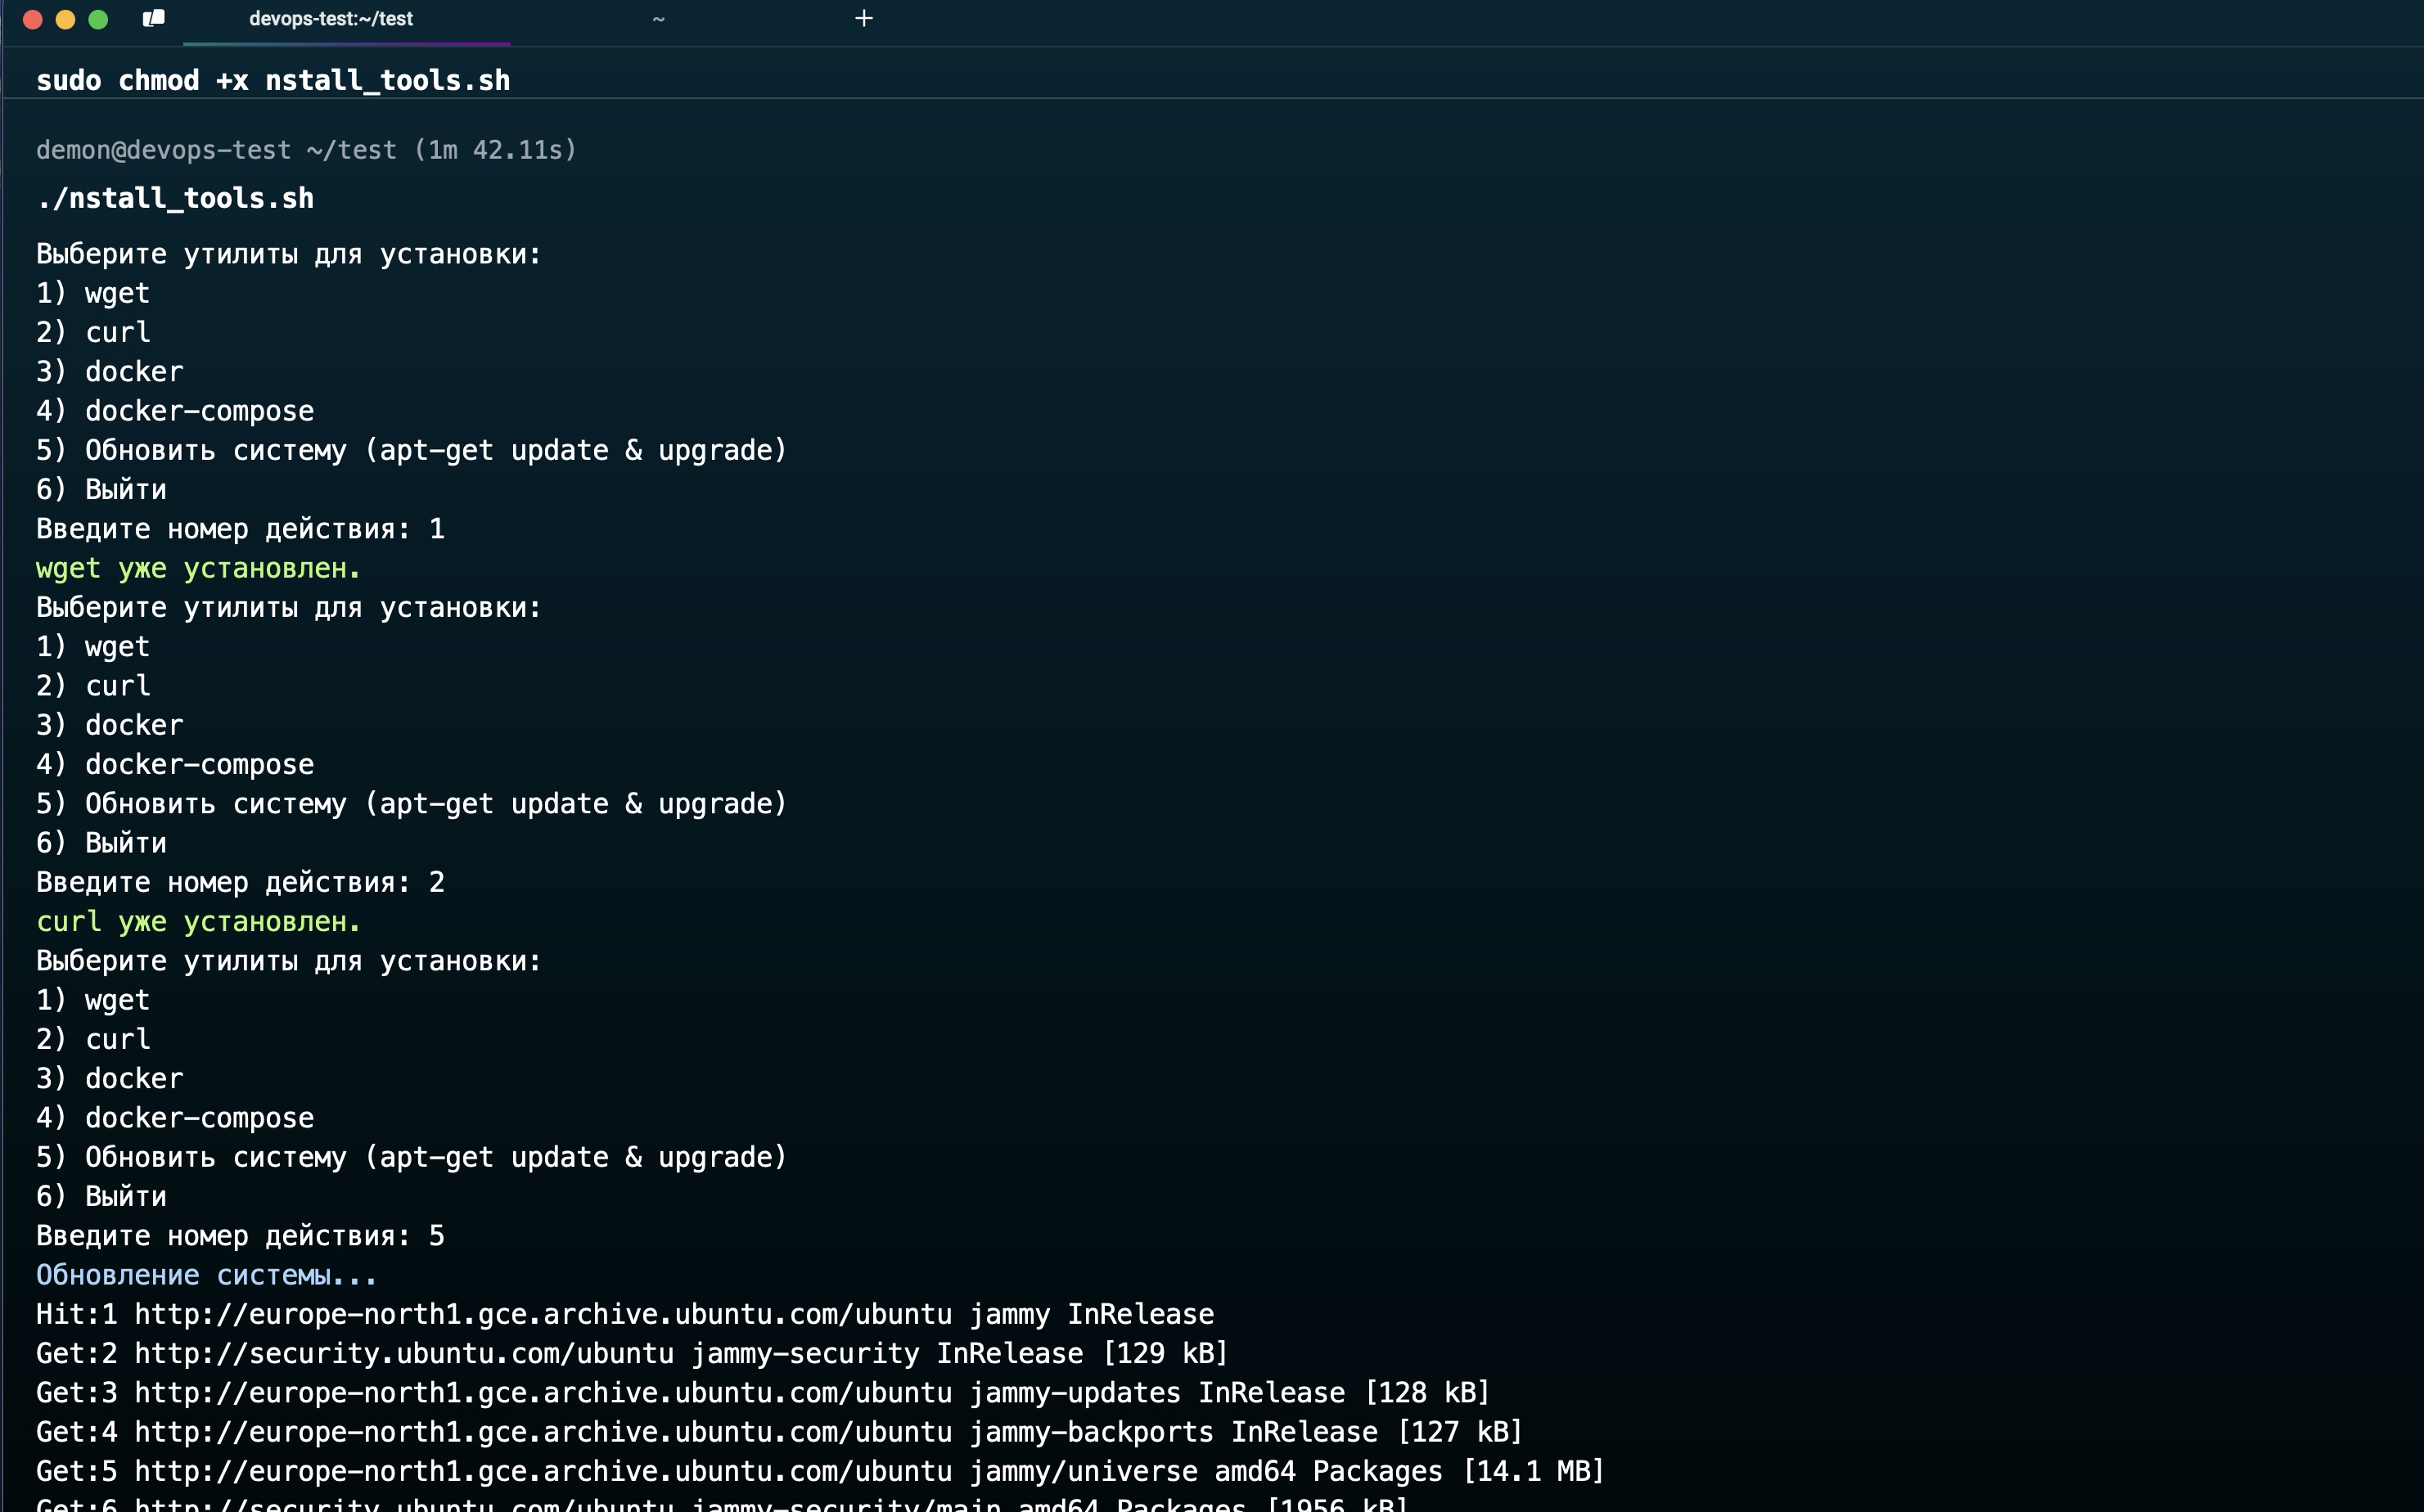 devops-test:~/test
~
+
sudo chmod +x nstall_tools.sh
demon@devops-test ~/test (1m 42.11s)
./nstall_tools.sh
Выберите утилиты для установки:
1) wget
2) curl
3) docker
4) docker-compose
5) Обновить систему (apt-get update & upgrade)
6) Выйти
Введите номер действия: 1
wget уже установлен.
Выберите утилиты для установки:
1) wget
2) curl
3) docker
4) docker-compose
5) Обновить систему (apt-get update & upgrade)
6) Выйти
Введите номер действия: 2
curl уже установлен.
Выберите утилиты для установки:
1) wget
2) curl
3) docker
4) docker-compose
5) Обновить систему (apt-get update & upgrade)
6) Выйти
Введите номер действия: 5
Обновление системы...
Hit:1 http://europe-north1.gce.archive.ubuntu.com/ubuntu jammy InRelease
Get:2 http://security.ubuntu.com/ubuntu jammy-security InRelease [129 kB]
Get:3 http://europe-north1.gce.archive.ubuntu.com/ubuntu jammy-updates InRelease [128 kB]
Get:4 http://europe-north1.gce.archive.ubuntu.com/ubuntu jammy-backports InRelease [127 kB]
Get:5 http://europe-north1.gce.archive.ubuntu.com/ubuntu jammy/universe amd64 Packages [14.1 MB]
Get:6 http://security.ubuntu.com/ubuntu jammy-security/main amd64 Packages [1956 kB]